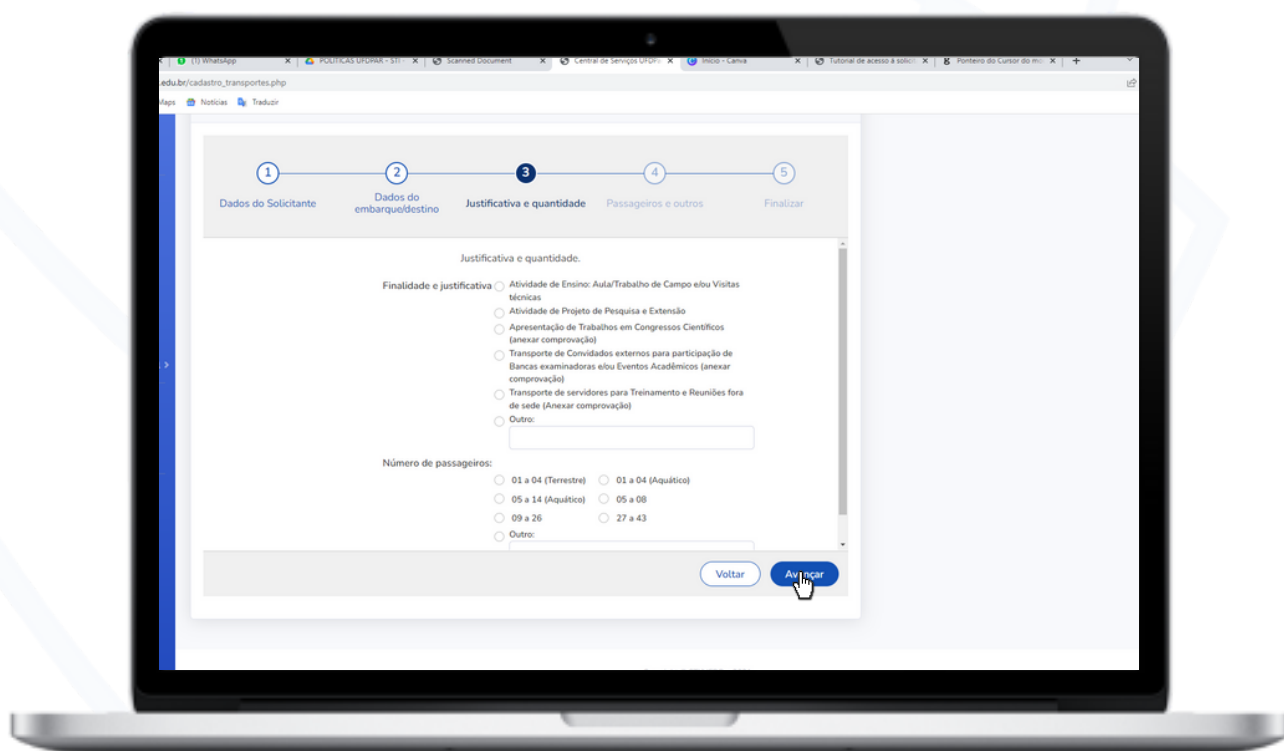 (1) WhatsApp
POLÍTICAS UFDPAR - STI -
Scanned Document
Central de Serviços UFDPa
Início - Canva
Tutorial de acesso à solicit
Ponteiro do Cursor do mo
.edu.br/cadastro_transportes.php
Maps Notícias Traduzir
1 2 3 4 5
Dados do Solicitante
Dados do
embarque/destino
Justificativa e quantidade
Passageiros e outros
Finalizar
Justificativa e quantidade.
Finalidade e justificativa
Atividade de Ensino: Aula/Trabalho de Campo e/ou Visitas
técnicas
Atividade de Projeto de Pesquisa e Extensão
Apresentação de Trabalhos em Congressos Científicos
(anexar comprovação)
Transporte de Convidados externos para participação de
Bancas examinadoras e/ou Eventos Acadêmicos (anexar
comprovação)
Transporte de servidores para Treinamento e Reuniões fora
de sede (Anexar comprovação)
Outro:
Número de passageiros:
01 a 04 (Terrestre) 01 a 04 (Aquático)
05 a 14 (Aquático) 05 a 08
09 a 26 27 a 43
Outro:
Voltar Avançar